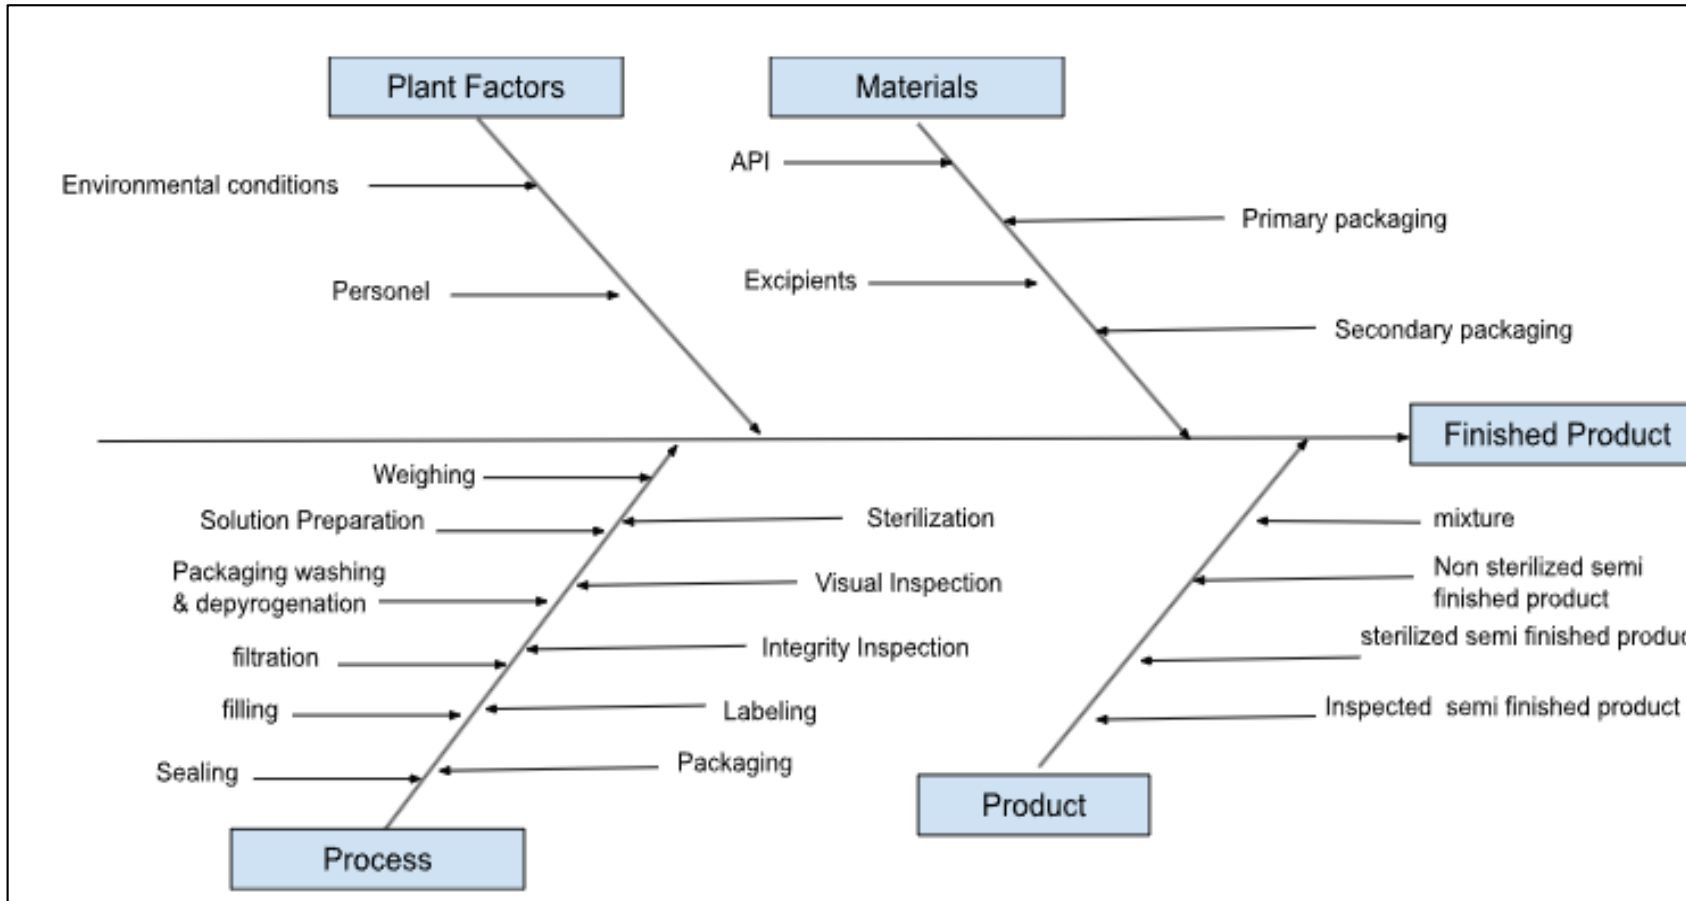 Plant Factors
Materials
API
Environmental conditions
Primary packaging
Excipients
Personel
Secondary packaging
Finished Product
Weighing
Solution Preparation
Sterilization
mixture
Packaging washing
& depyrogenation
Visual Inspection
Non sterilized semi
finished product
filtration
Integrity Inspection
sterilized semi finished produc
filling
Labeling
Inspected semi finished product
Sealing
Packaging
Product
Process